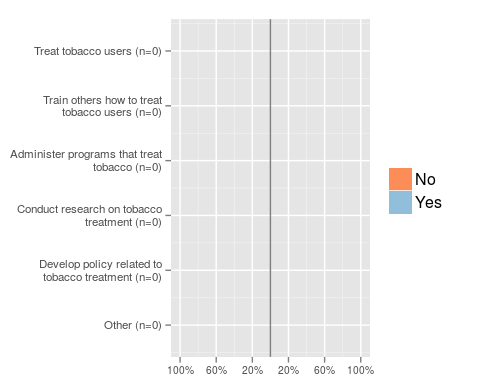 Treat tobacco users (n=0)
Train others how to treat
tobacco users (n=0)
Administer programs that treat
tobacco (n=0)
Conduct research on tobacco
treatment (n=0)
Develop policy related to
tobacco treatment (n=0)
Other (n=0)
100% 60% 20% 20% 60% 100%
No
Yes